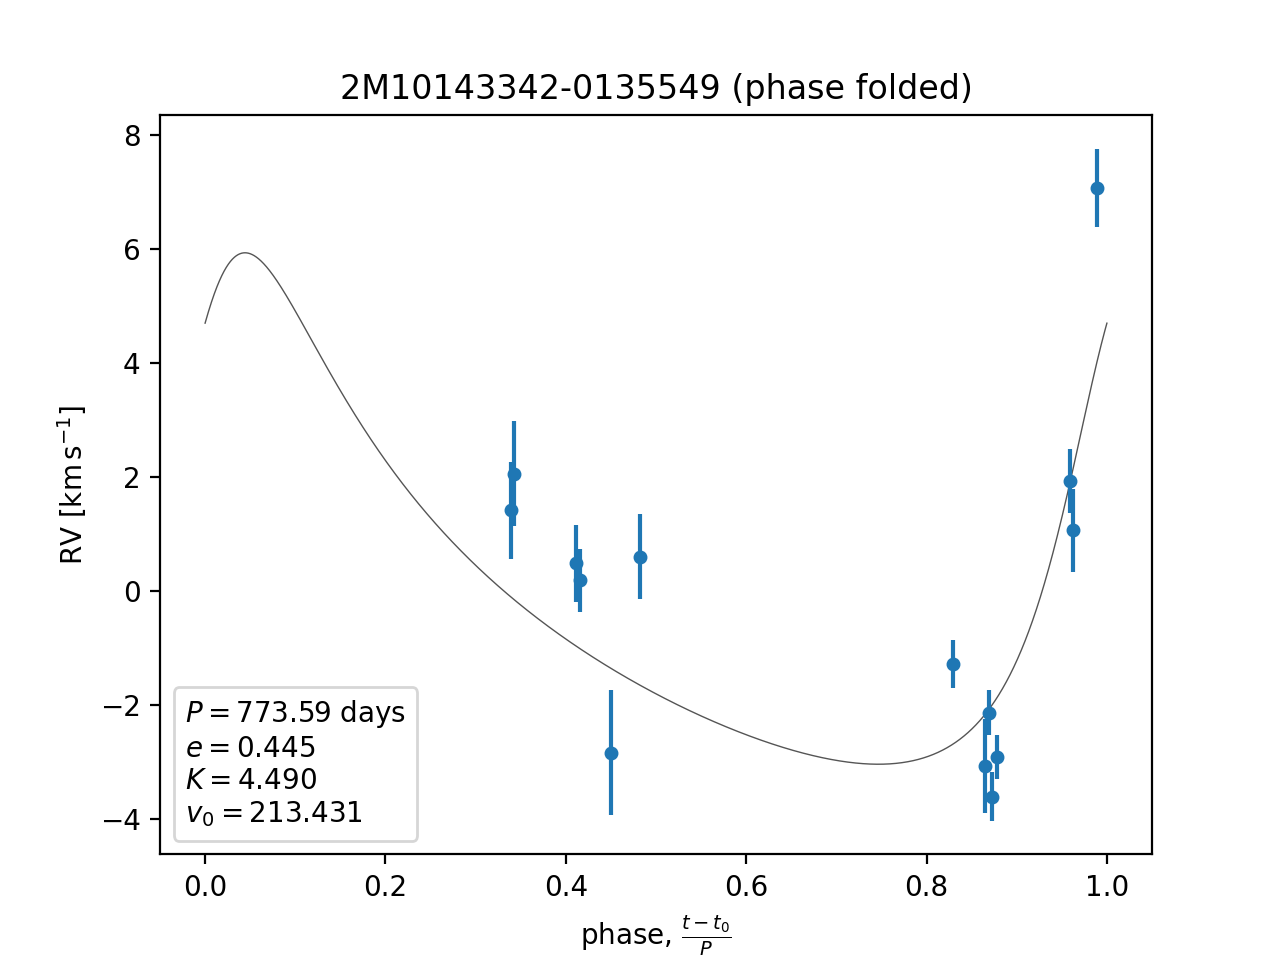 2M10143342-0135549 (phase folded)
8
6
4
2
0
−2
−4
RV [km s⁻¹]
P = 773.59 days
e = 0.445
K = 4.490
v₀ = 213.431
0.0 0.2 0.4 0.6 0.8 1.0
phase, (t − t₀)/P